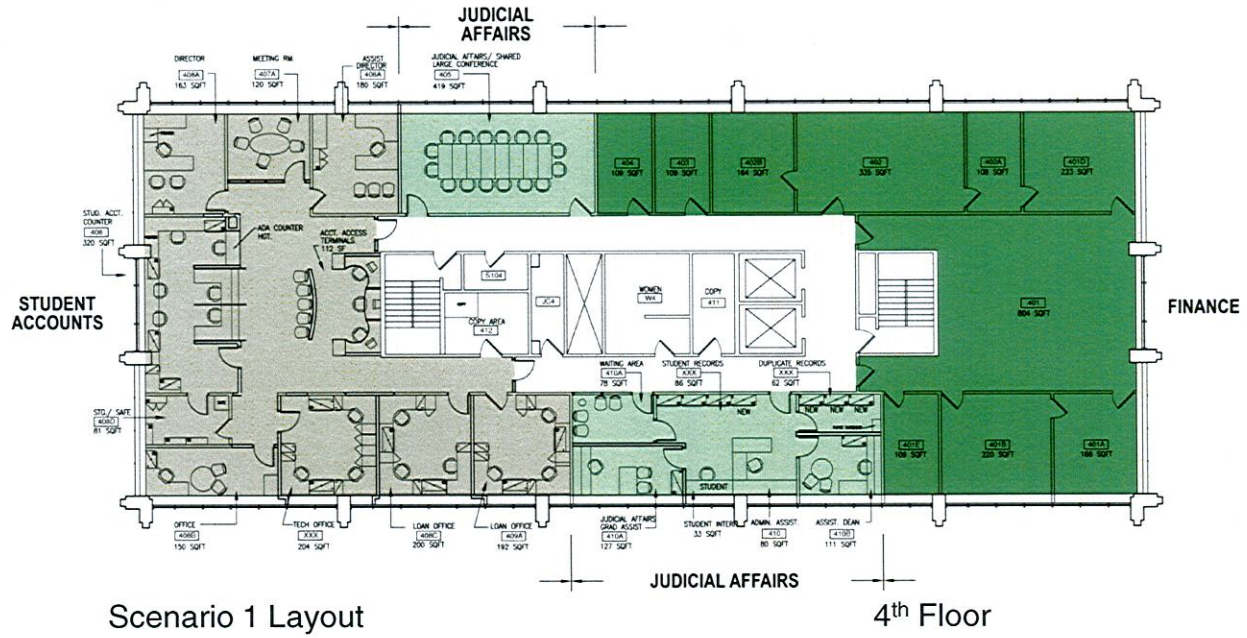 JUDICIAL
AFFAIRS
DIRECTOR
408A
163 SQFT
MEETING RM.
407A
120 SQFT
ASSIST
DIRECTOR
406A
180 SQFT
JUDICIAL AFFAIRS/ SHARED
LARGE CONFERENCE
405
419 SQFT
404
109 SQFT
403
109 SQFT
402B
164 SQFT
402
335 SQFT
402A
108 SQFT
401D
223 SQFT
STUD. ACCT.
COUNTER
408
320 SQFT
ADA COUNTER
HGT.
ACCT. ACCESS
TERMINALS
112 SF
STUDENT
ACCOUNTS
S104
COPY AREA
412
JC4
WOMEN
W4
COPY
411
401
804 SQFT
FINANCE
WAITING AREA
410A
78 SQFT
STUDENT RECORDS
XXX
86 SQFT
DUPLICATE RECORDS
XXX
62 SQFT
NEW
NEW
NEW
NEW
STG./ SAFE
408D
81 SQFT
401E
109 SQFT
401B
220 SQFT
401A
166 SQFT
STUDENT
OFFICE
408B
150 SQFT
TECH OFFICE
XXX
204 SQFT
LOAN OFFICE
408C
200 SQFT
LOAN OFFICE
409A
192 SQFT
JUDICIAL AFFAIRS
GRAD ASSIST
410A
127 SQFT
STUDENT INTERN
33 SQFT
ADMIN. ASSIST.
410
80 SQFT
ASSIST. DEAN
410B
111 SQFT
JUDICIAL AFFAIRS
Scenario 1 Layout
4th Floor